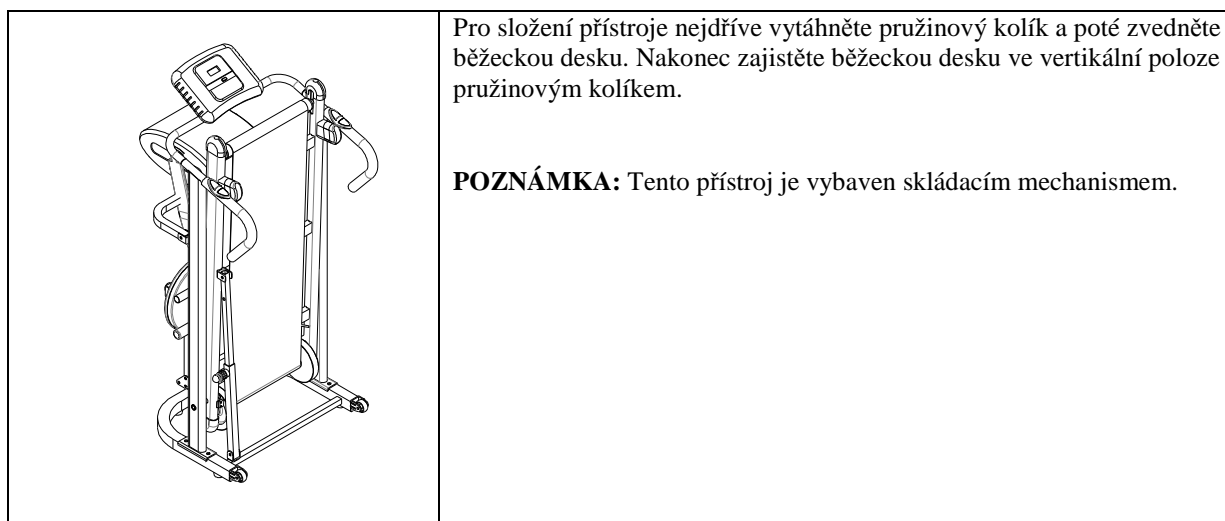 Pro složení přístroje nejdříve vytáhněte pružinový kolík a poté zvedněte
běžeckou desku. Nakonec zajistěte běžeckou desku ve vertikální poloze
pružinovým kolíkem.
POZNÁMKA: Tento přístroj je vybaven skládacím mechanismem.